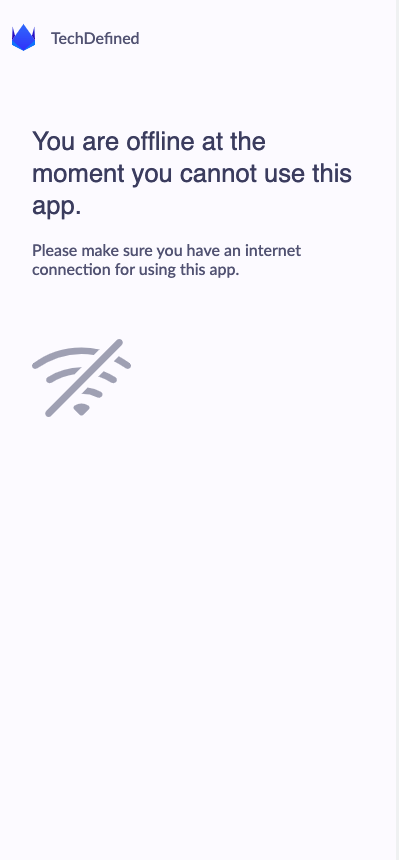 TechDefined
You are offline at the
moment you cannot use this
app.
Please make sure you have an internet
connection for using this app.